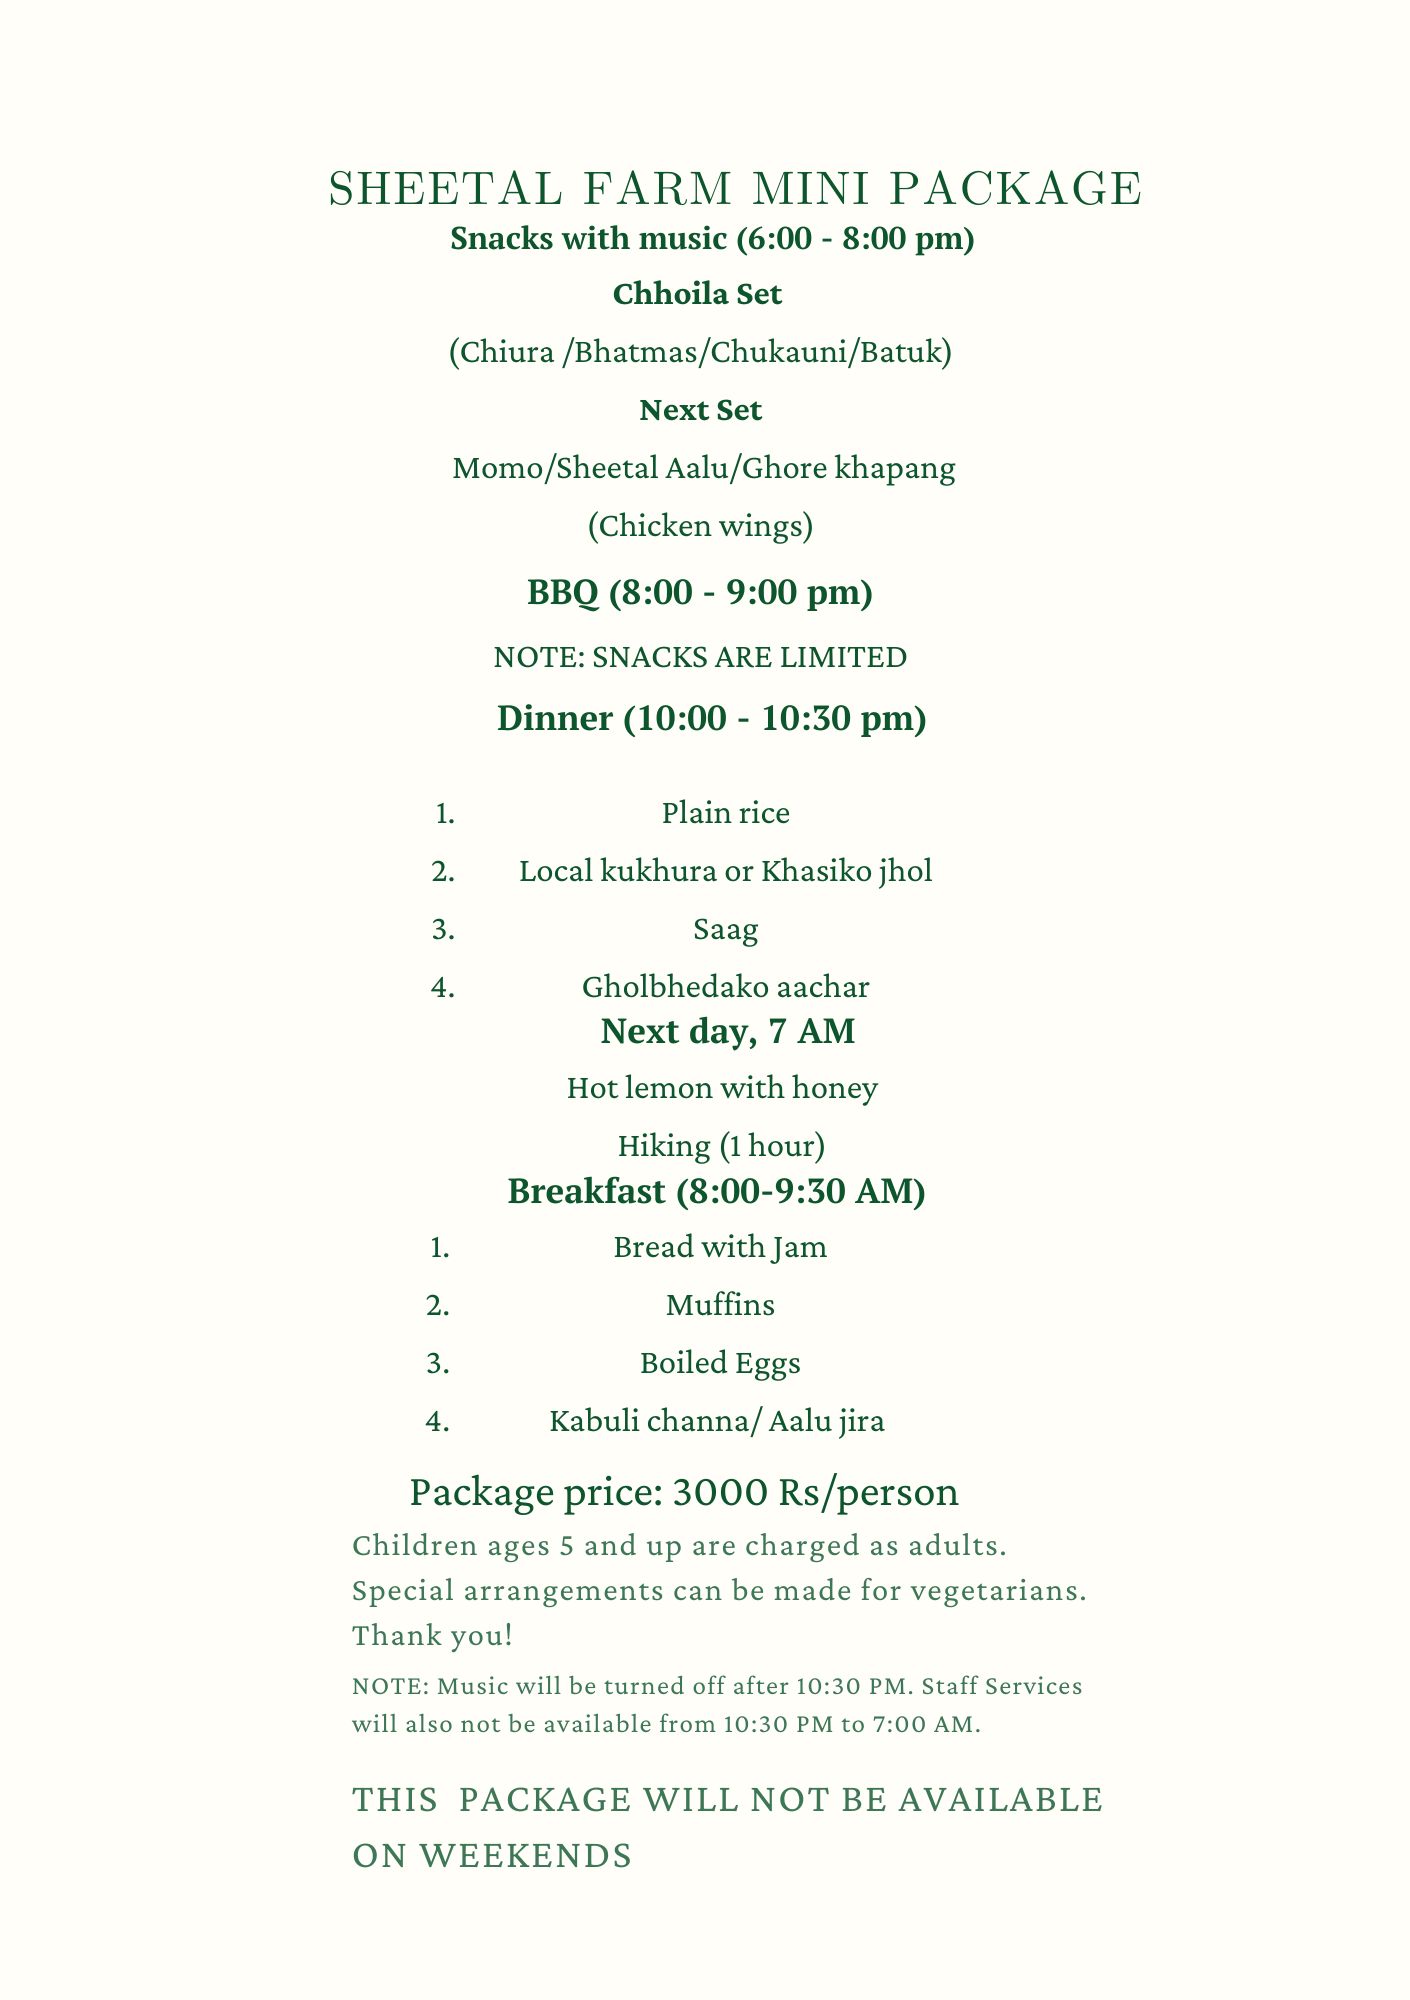 SHEETAL FARM MINI PACKAGE
Snacks with music (6:00 - 8:00 pm)
Chhoila Set
(Chiura /Bhatmas/Chukauni/Batuk)
Next Set
Momo/Sheetal Aalu/Ghore khapang
(Chicken wings)
BBQ (8:00 - 9:00 pm)
NOTE: SNACKS ARE LIMITED
Dinner (10:00 - 10:30 pm)
1. Plain rice
2. Local kukhura or Khasiko jhol
3. Saag
4. Gholbhedako aachar
Next day, 7 AM
Hot lemon with honey
Hiking (1 hour)
Breakfast (8:00-9:30 AM)
1. Bread with Jam
2. Muffins
3. Boiled Eggs
4. Kabuli channa/ Aalu jira
Package price: 3000 Rs/person
Children ages 5 and up are charged as adults.
Special arrangements can be made for vegetarians.
Thank you!
NOTE: Music will be turned off after 10:30 PM. Staff Services
will also not be available from 10:30 PM to 7:00 AM.
THIS PACKAGE WILL NOT BE AVAILABLE
ON WEEKENDS